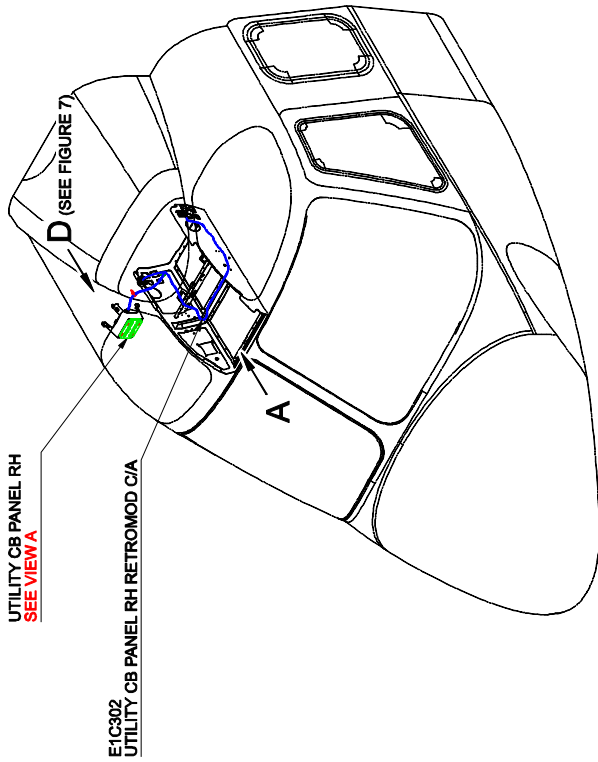 UTILITY CB PANEL RH
SEE VIEW A
E1C302
UTILITY CB PANEL RH RETROMOD C/A
D (SEE FIGURE 7)
A